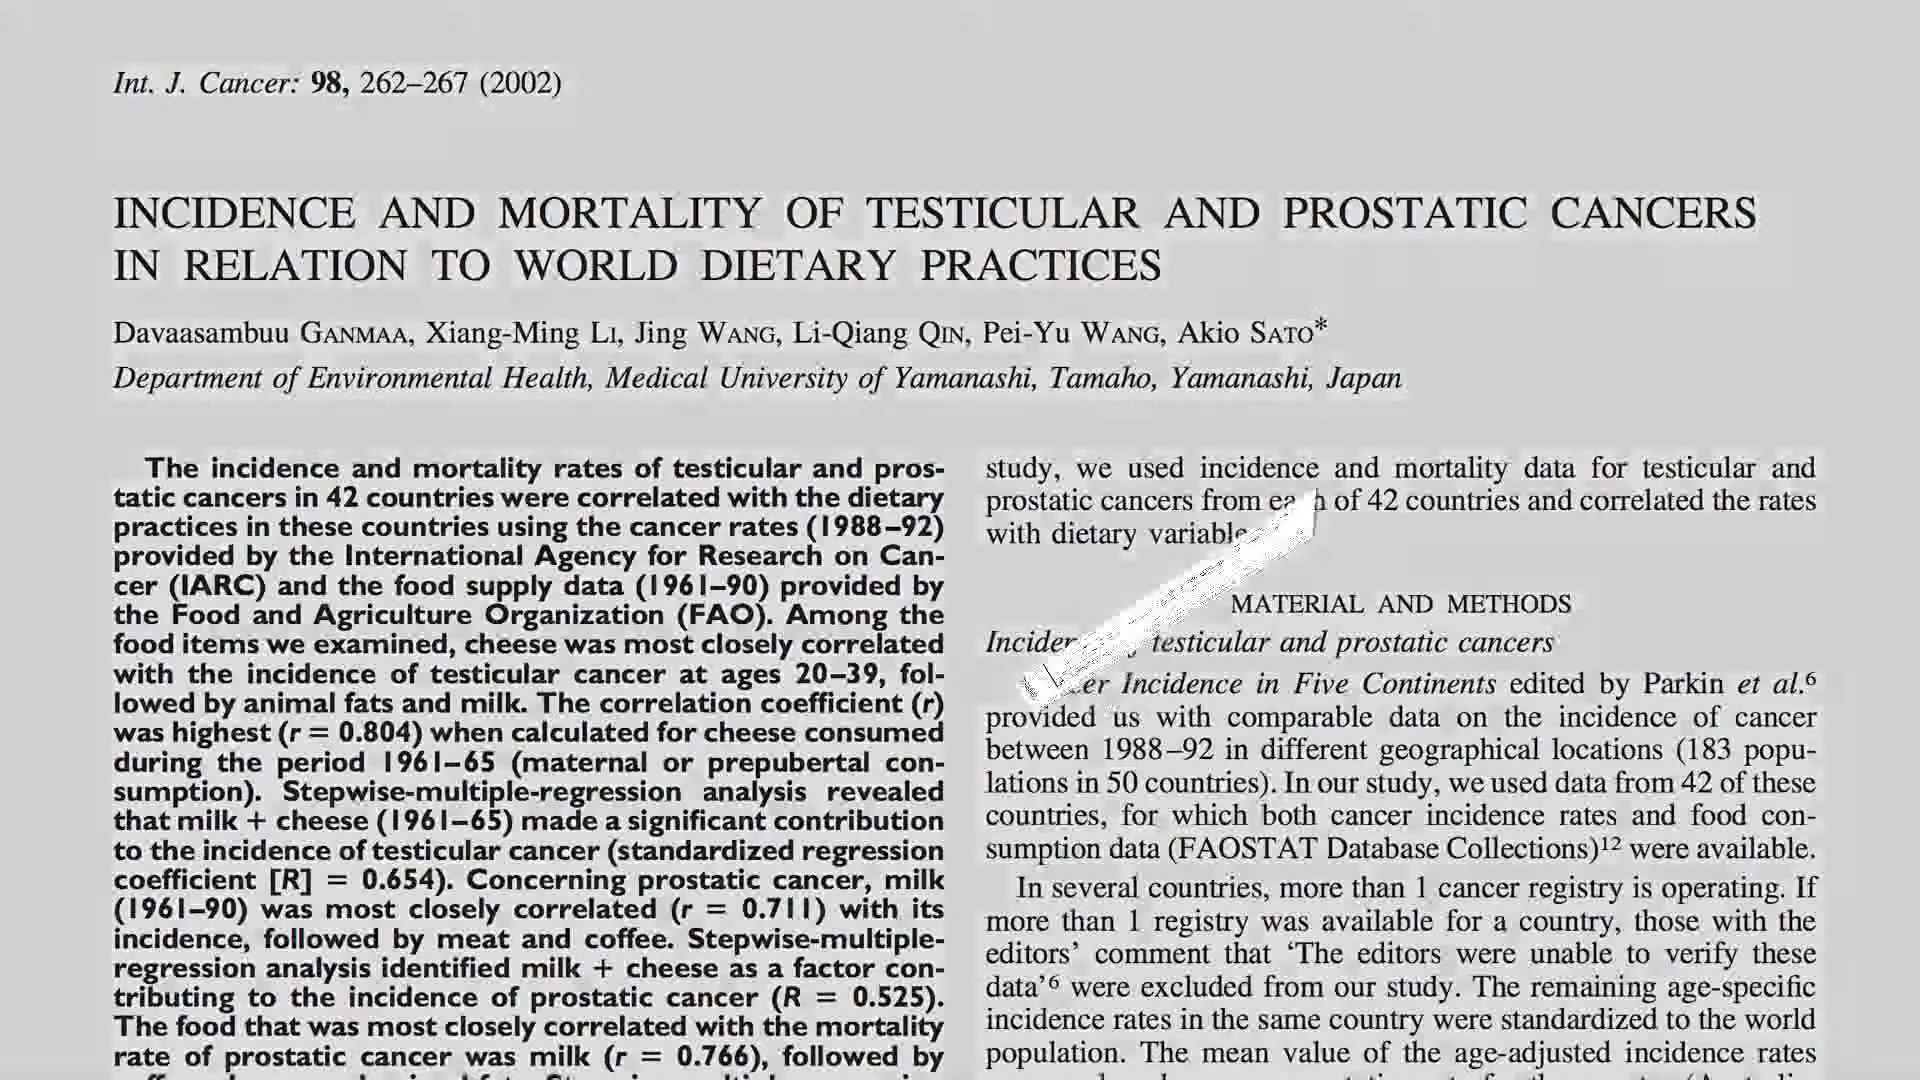 Int. J. Cancer: 98, 262–267 (2002)
INCIDENCE AND MORTALITY OF TESTICULAR AND PROSTATIC CANCERS
IN RELATION TO WORLD DIETARY PRACTICES
Davaasambuu GANMAA, Xiang-Ming LI, Jing WANG, Li-Qiang QIN, Pei-Yu WANG, Akio SATO*
Department of Environmental Health, Medical University of Yamanashi, Tamaho, Yamanashi, Japan
The incidence and mortality rates of testicular and pros-
tatic cancers in 42 countries were correlated with the dietary
practices in these countries using the cancer rates (1988–92)
provided by the International Agency for Research on Can-
cer (IARC) and the food supply data (1961–90) provided by
the Food and Agriculture Organization (FAO). Among the
food items we examined, cheese was most closely correlated
with the incidence of testicular cancer at ages 20–39, fol-
lowed by animal fats and milk. The correlation coefficient (r)
was highest (r = 0.804) when calculated for cheese consumed
during the period 1961–65 (maternal or prepubertal con-
sumption). Stepwise-multiple-regression analysis revealed
that milk + cheese (1961–65) made a significant contribution
to the incidence of testicular cancer (standardized regression
coefficient [R] = 0.654). Concerning prostatic cancer, milk
(1961–90) was most closely correlated (r = 0.711) with its
incidence, followed by meat and coffee. Stepwise-multiple-
regression analysis identified milk + cheese as a factor con-
tributing to the incidence of prostatic cancer (R = 0.525).
The food that was most closely correlated with the mortality
rate of prostatic cancer was milk (r = 0.766), followed by
study, we used incidence and mortality data for testicular and
prostatic cancers from each of 42 countries and correlated the rates
with dietary
MATERIAL AND METHODS
testicular and prostatic cancers
Incidence in Five Continents edited by Parkin et al.⁶
provided us with comparable data on the incidence of cancer
between 1988–92 in different geographical locations (183 popu-
lations in 50 countries). In our study, we used data from 42 of these
countries, for which both cancer incidence rates and food con-
sumption data (FAOSTAT Database Collections)¹² were available.
In several countries, more than 1 cancer registry is operating. If
more than 1 registry was available for a country, those with the
editors’ comment that ‘The editors were unable to verify these
data’⁶ were excluded from our study. The remaining age-specific
incidence rates in the same country were standardized to the world
population. The mean value of the age-adjusted incidence rates